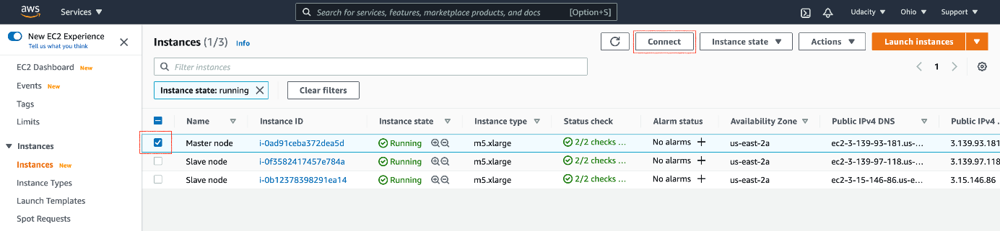 aws Services ▼ Search for services, features, marketplace products, and docs [Option+S] Udacity ▼ Ohio ▼ Support ▼
New EC2 Experience
Tell us what you think
EC2 Dashboard New
Events New
Tags
Limits
Instances
Instances New
Instance Types
Launch Templates
Spot Requests
Instances (1/3) Info Connect Instance state ▼ Actions ▼ Launch instances ▼
Filter instances 1
Instance state: running Clear filters
Name Instance ID Instance state Instance type Status check Alarm status Availability Zone Public IPv4 DNS Public IPv4 ...
Master node i-0ad91ceba372dea5d Running m5.xlarge 2/2 checks ... No alarms + us-east-2a ec2-3-139-93-181.us-... 3.139.93.181
Slave node i-0f3582417457e784a Running m5.xlarge 2/2 checks ... No alarms + us-east-2a ec2-3-139-97-118.us-... 3.139.97.118
Slave node i-0b12378398291ea14 Running m5.xlarge 2/2 checks ... No alarms + us-east-2a ec2-3-15-146-86.us-e... 3.15.146.86